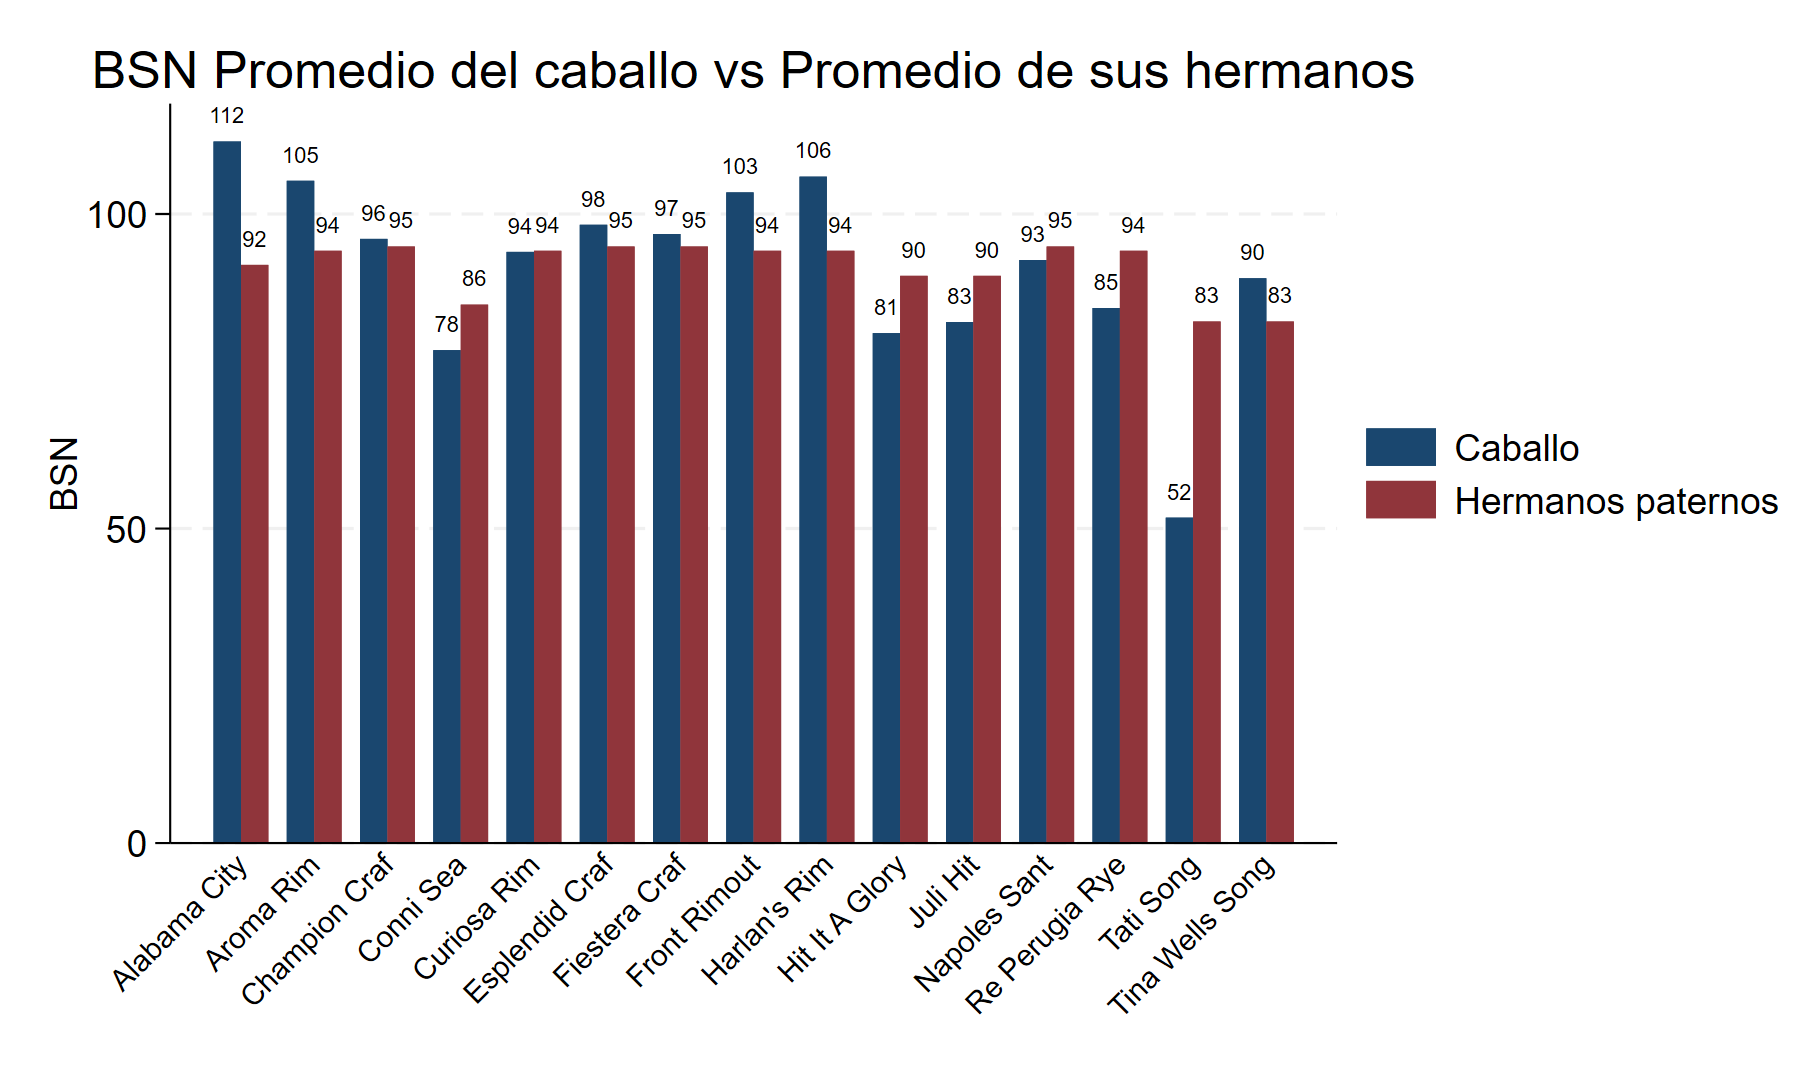 BSN Promedio del caballo vs Promedio de sus hermanos
BSN
100
50
0
112
92
105
94
96
95
78
86
94
94
98
95
97
95
103
94
106
94
81
90
83
90
93
95
85
94
52
83
90
83
Alabama City
Aroma Rim
Champion Craf
Conni Sea
Curiosa Rim
Esplendid Craf
Fiestera Craf
Front Rimout
Harlan's Rim
Hit It A Glory
Juli Hit
Napoles Sant
Re Perugia Rye
Tati Song
Tina Wells Song
Caballo
Hermanos paternos